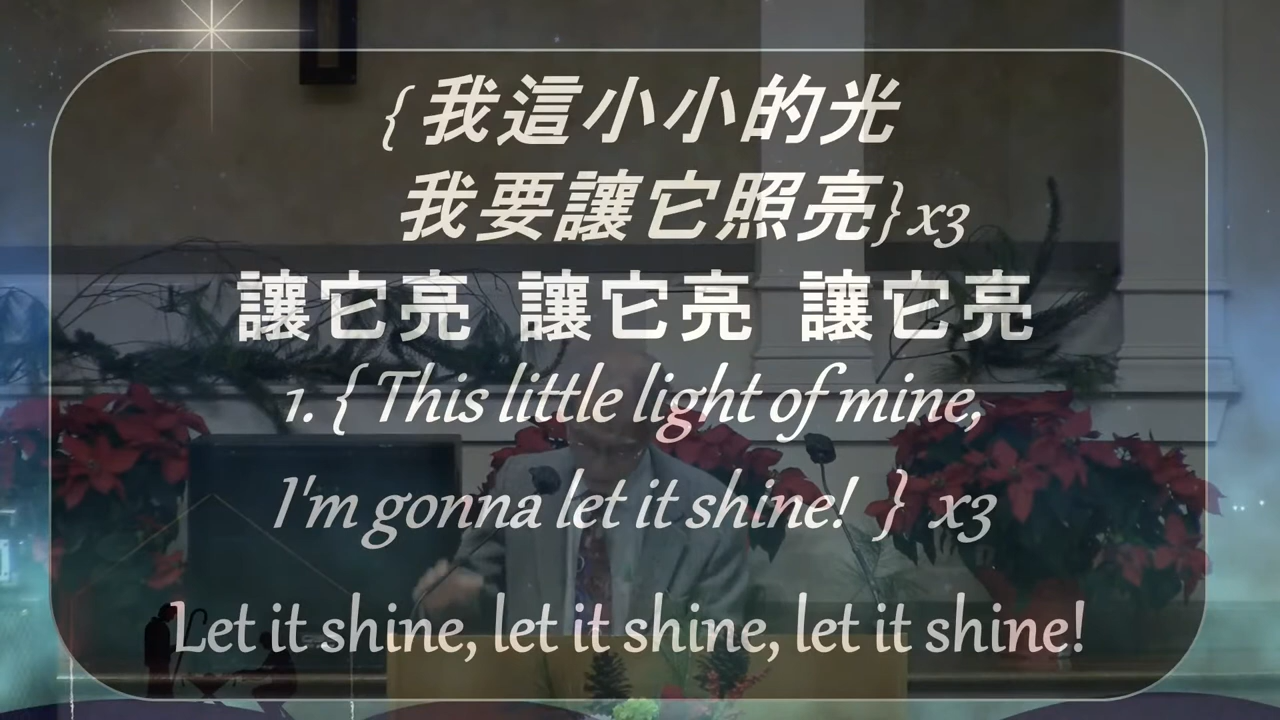 {我這小小的光
我要讓它照亮}x3
讓它亮 讓它亮 讓它亮
1. { This little light of mine,
I'm gonna let it shine! } x3
Let it shine, let it shine, let it shine!